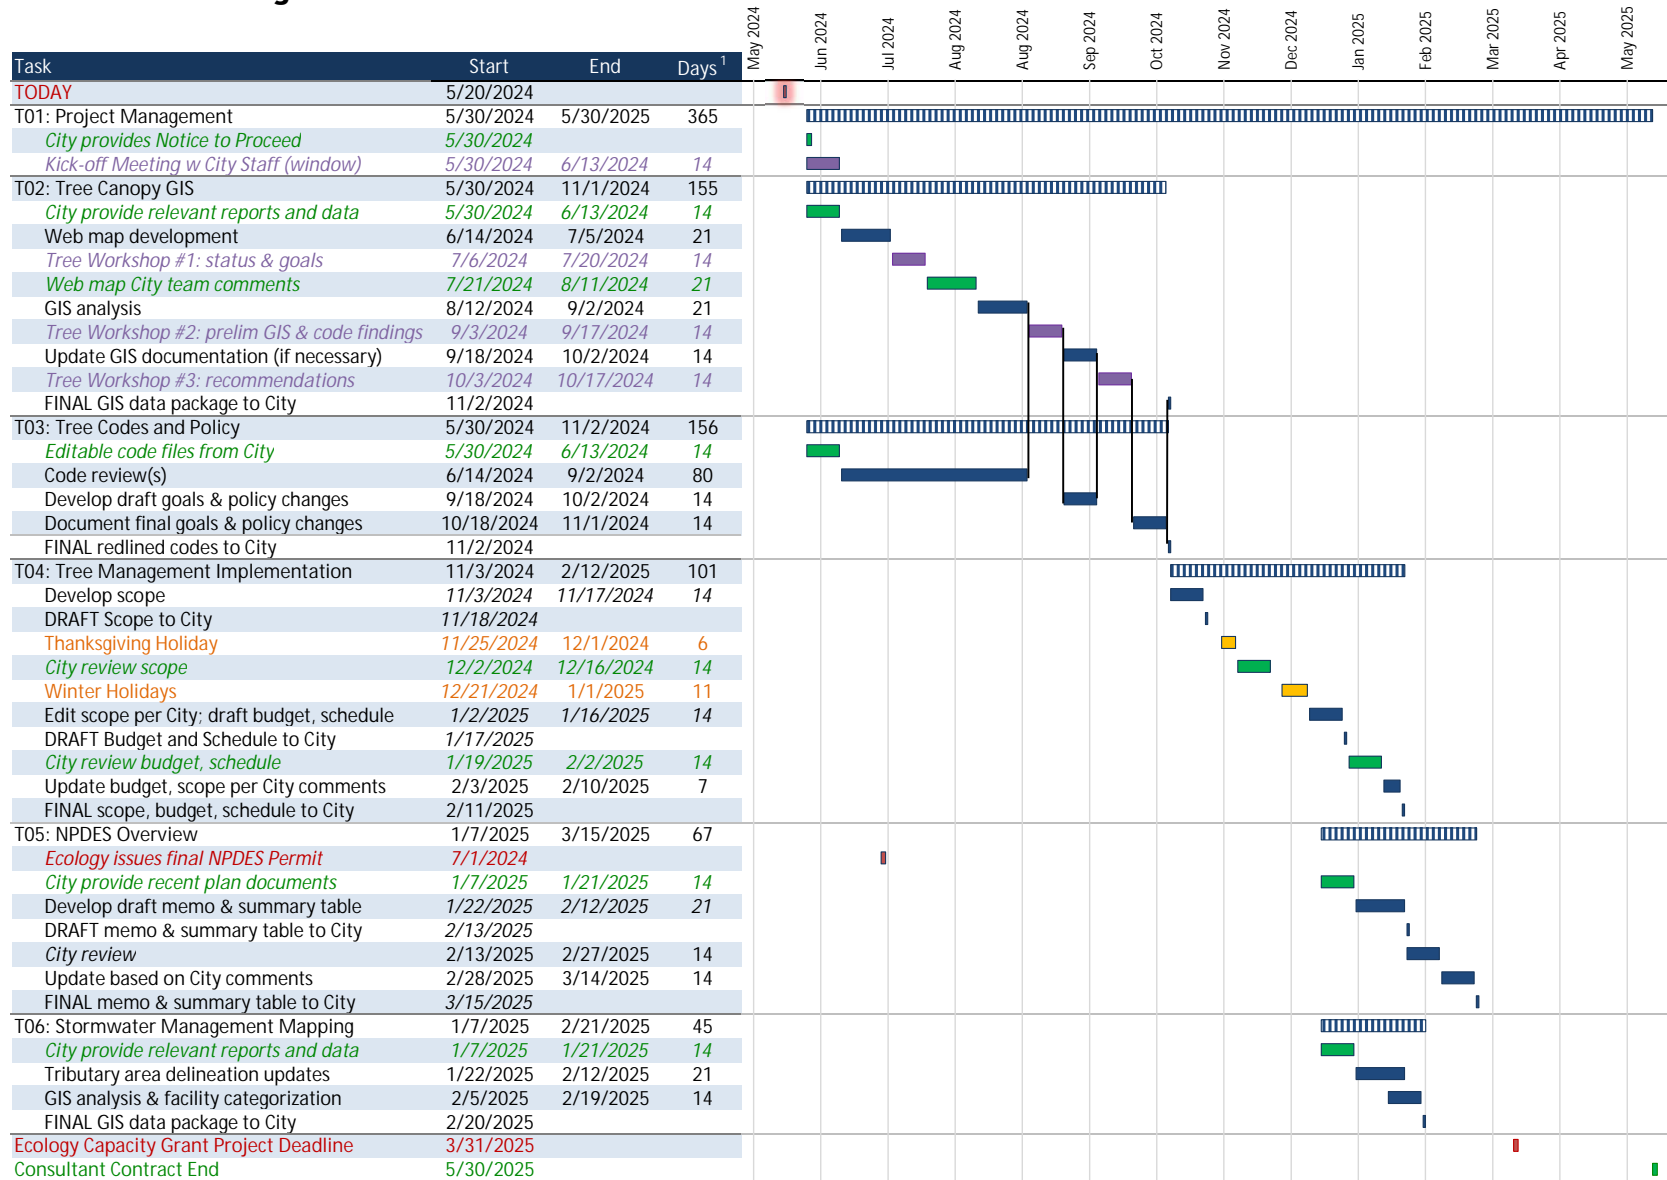 May 2024 Jun 2024 Jul 2024 Aug 2024 Aug 2024 Sep 2024 Oct 2024 Nov 2024 Dec 2024 Jan 2025 Feb 2025 Mar 2025 Apr 2025 May 2025
Task Start End Days 1
TODAY 5/20/2024
T01: Project Management 5/30/2024 5/30/2025 365
City provides Notice to Proceed 5/30/2024
Kick-off Meeting w City Staff (window) 5/30/2024 6/13/2024 14
T02: Tree Canopy GIS 5/30/2024 11/1/2024 155
City provide relevant reports and data 5/30/2024 6/13/2024 14
Web map development 6/14/2024 7/5/2024 21
Tree Workshop #1: status & goals 7/6/2024 7/20/2024 14
Web map City team comments 7/21/2024 8/11/2024 21
GIS analysis 8/12/2024 9/2/2024 21
Tree Workshop #2: prelim GIS & code findings 9/3/2024 9/17/2024 14
Update GIS documentation (if necessary) 9/18/2024 10/2/2024 14
Tree Workshop #3: recommendations 10/3/2024 10/17/2024 14
FINAL GIS data package to City 11/2/2024
T03: Tree Codes and Policy 5/30/2024 11/2/2024 156
Editable code files from City 5/30/2024 6/13/2024 14
Code review(s) 6/14/2024 9/2/2024 80
Develop draft goals & policy changes 9/18/2024 10/2/2024 14
Document final goals & policy changes 10/18/2024 11/1/2024 14
FINAL redlined codes to City 11/2/2024
T04: Tree Management Implementation 11/3/2024 2/12/2025 101
Develop scope 11/3/2024 11/17/2024 14
DRAFT Scope to City 11/18/2024
Thanksgiving Holiday 11/25/2024 12/1/2024 6
City review scope 12/2/2024 12/16/2024 14
Winter Holidays 12/21/2024 1/1/2025 11
Edit scope per City; draft budget, schedule 1/2/2025 1/16/2025 14
DRAFT Budget and Schedule to City 1/17/2025
City review budget, schedule 1/19/2025 2/2/2025 14
Update budget, scope per City comments 2/3/2025 2/10/2025 7
FINAL scope, budget, schedule to City 2/11/2025
T05: NPDES Overview 1/7/2025 3/15/2025 67
Ecology issues final NPDES Permit 7/1/2024
City provide recent plan documents 1/7/2025 1/21/2025 14
Develop draft memo & summary table 1/22/2025 2/12/2025 21
DRAFT memo & summary table to City 2/13/2025
City review 2/13/2025 2/27/2025 14
Update based on City comments 2/28/2025 3/14/2025 14
FINAL memo & summary table to City 3/15/2025
T06: Stormwater Management Mapping 1/7/2025 2/21/2025 45
City provide relevant reports and data 1/7/2025 1/21/2025 14
Tributary area delineation updates 1/22/2025 2/12/2025 21
GIS analysis & facility categorization 2/5/2025 2/19/2025 14
FINAL GIS data package to City 2/20/2025
Ecology Capacity Grant Project Deadline 3/31/2025
Consultant Contract End 5/30/2025